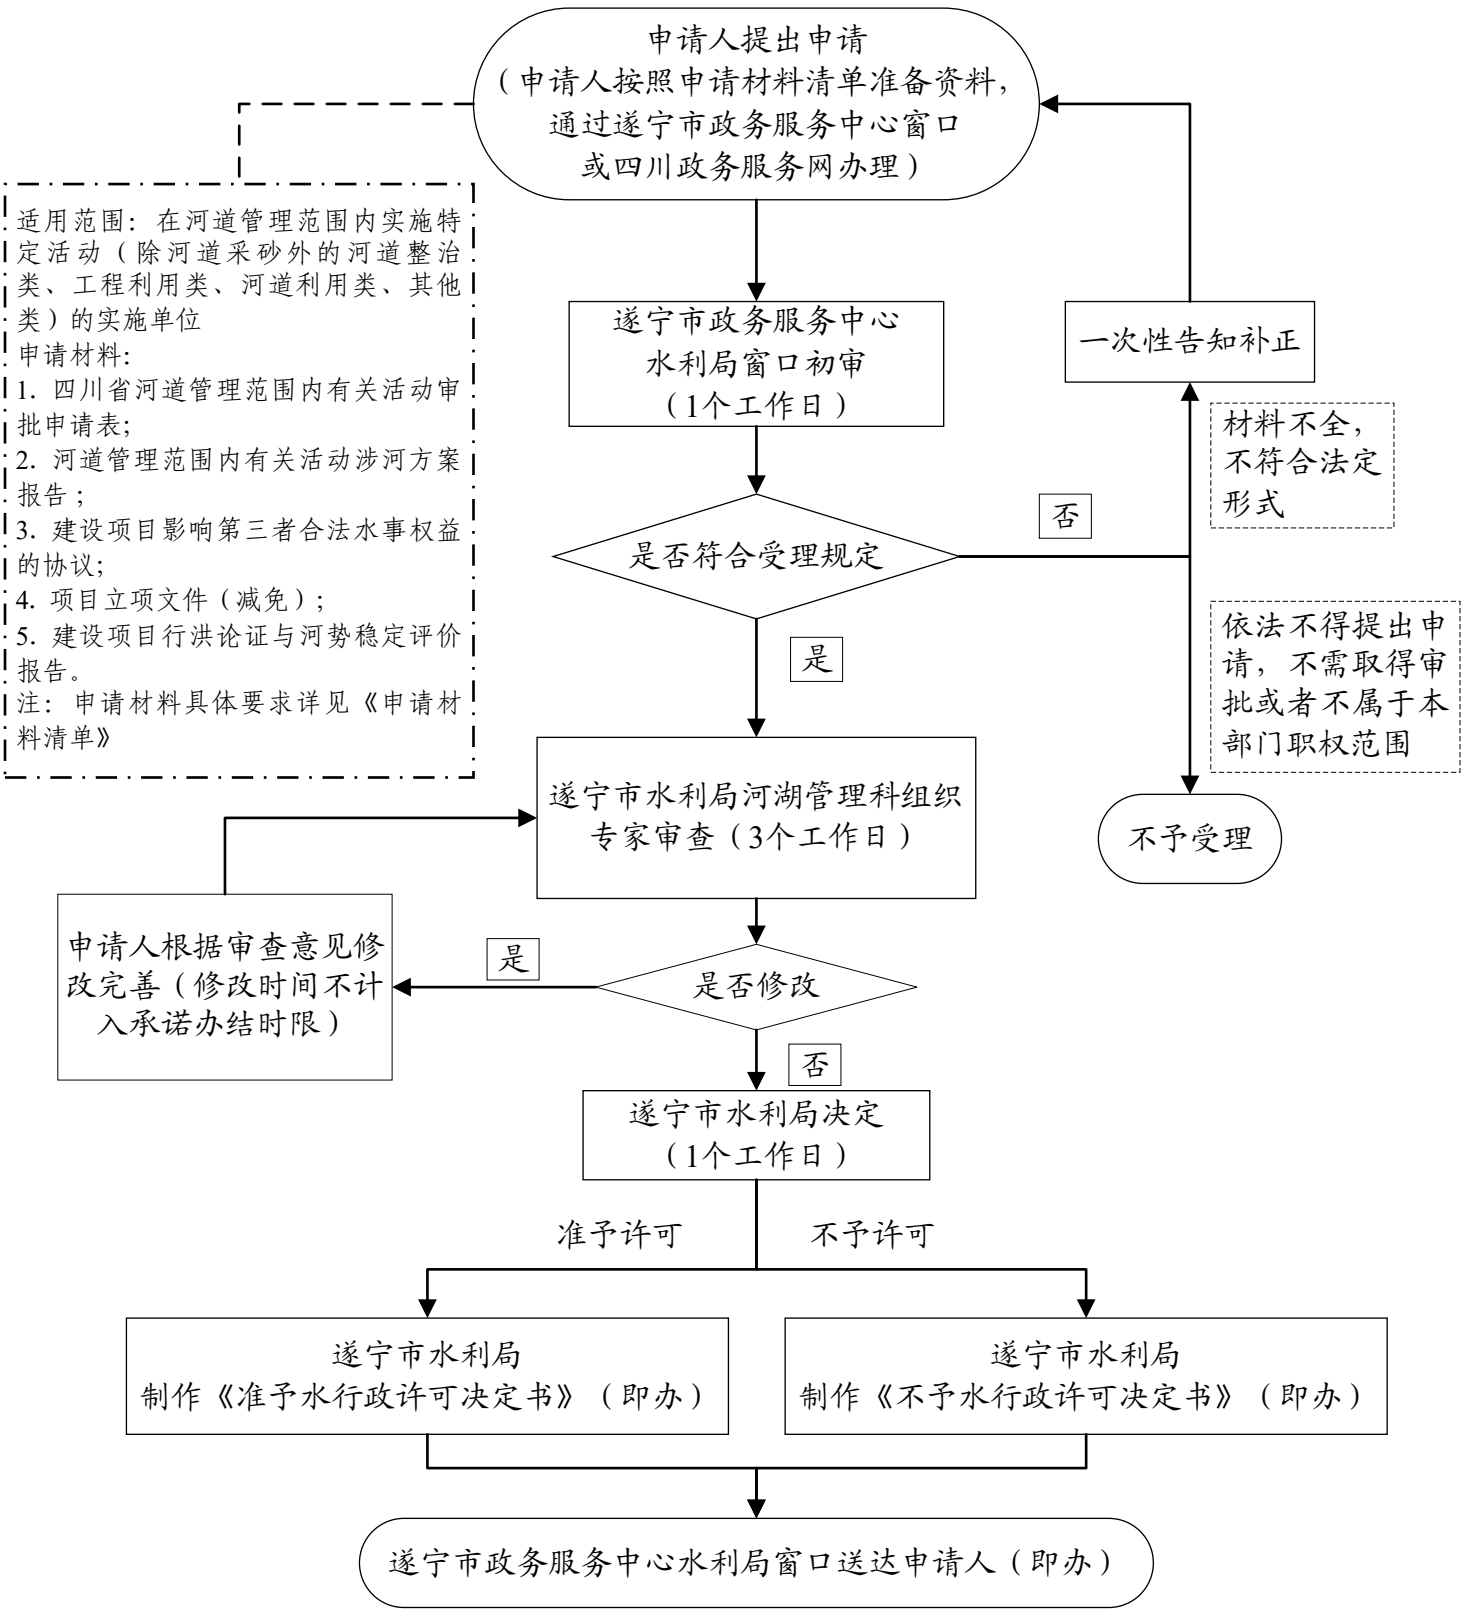 申请人提出申请
（申请人按照申请材料清单准备资料，
通过遂宁市政务服务中心窗口
或四川政务服务网办理）
适用范围：在河道管理范围内实施特
定活动（除河道采砂外的河道整治
类、工程利用类、河道利用类、其他
类）的实施单位
申请材料：
1. 四川省河道管理范围内有关活动审
批申请表；
2. 河道管理范围内有关活动涉河方案
报告；
3. 建设项目影响第三者合法水事权益
的协议；
4. 项目立项文件（减免）；
5. 建设项目行洪论证与河势稳定评价
报告。
注：申请材料具体要求详见《申请材
料清单》
遂宁市政务服务中心
水利局窗口初审
（1个工作日）
一次性告知补正
材料不全，
不符合法定
形式
否
是否符合受理规定
依法不得提出申
请，不需取得审
批或者不属于本
部门职权范围
是
遂宁市水利局河湖管理科组织
专家审查（3个工作日）
不予受理
申请人根据审查意见修
改完善（修改时间不计
入承诺办结时限）
是
是否修改
否
遂宁市水利局决定
（1个工作日）
准予许可
不予许可
遂宁市水利局
制作《准予水行政许可决定书》（即办）
遂宁市水利局
制作《不予水行政许可决定书》（即办）
遂宁市政务服务中心水利局窗口送达申请人（即办）